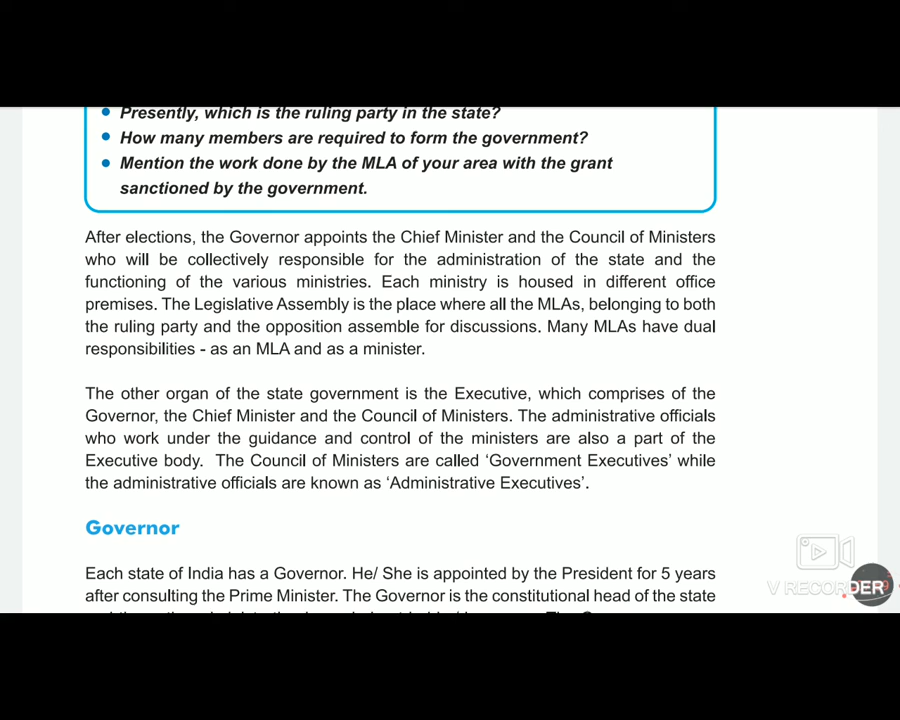 Presently, which is the ruling party in the state?
How many members are required to form the government?
Mention the work done by the MLA of your area with the grant
sanctioned by the government.
After elections, the Governor appoints the Chief Minister and the Council of Ministers
who will be collectively responsible for the administration of the state and the
functioning of the various ministries. Each ministry is housed in different office
premises. The Legislative Assembly is the place where all the MLAs, belonging to both
the ruling party and the opposition assemble for discussions. Many MLAs have dual
responsibilities - as an MLA and as a minister.
The other organ of the state government is the Executive, which comprises of the
Governor, the Chief Minister and the Council of Ministers. The administrative officials
who work under the guidance and control of the ministers are also a part of the
Executive body. The Council of Ministers are called ‘Government Executives’ while
the administrative officials are known as ‘Administrative Executives’.
Governor
Each state of India has a Governor. He/ She is appointed by the President for 5 years
after consulting the Prime Minister. The Governor is the constitutional head of the state
V RECORDER